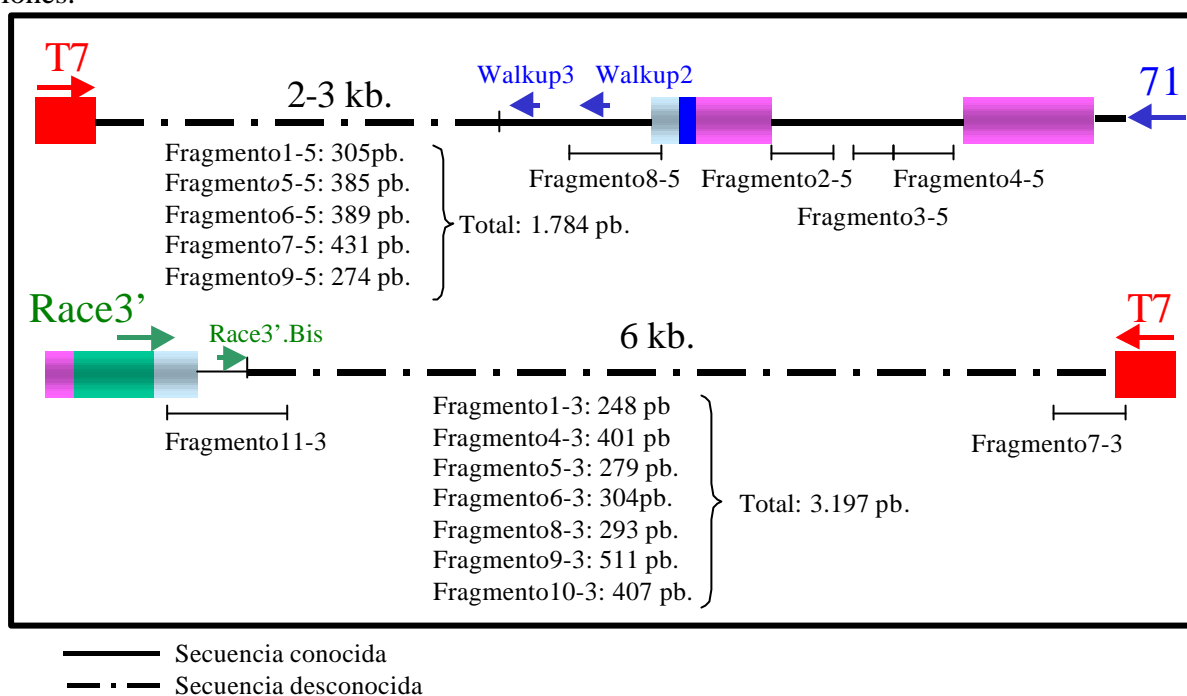 iones.
T7
Walkup3
Walkup2
71
2-3 kb.
Fragmento1-5: 305pb.
Fragmento5-5: 385 pb.
Fragmento6-5: 389 pb.
Fragmento7-5: 431 pb.
Fragmento9-5: 274 pb.
Total: 1.784 pb.
Fragmento8-5
Fragmento2-5
Fragmento4-5
Fragmento3-5
Race3’
Race3’.Bis
6 kb.
T7
Fragmento11-3
Fragmento1-3: 248 pb
Fragmento4-3: 401 pb
Fragmento5-3: 279 pb.
Fragmento6-3: 304pb.
Fragmento8-3: 293 pb.
Fragmento9-3: 511 pb.
Fragmento10-3: 407 pb.
Total: 3.197 pb.
Fragmento7-3
Secuencia conocida
Secuencia desconocida